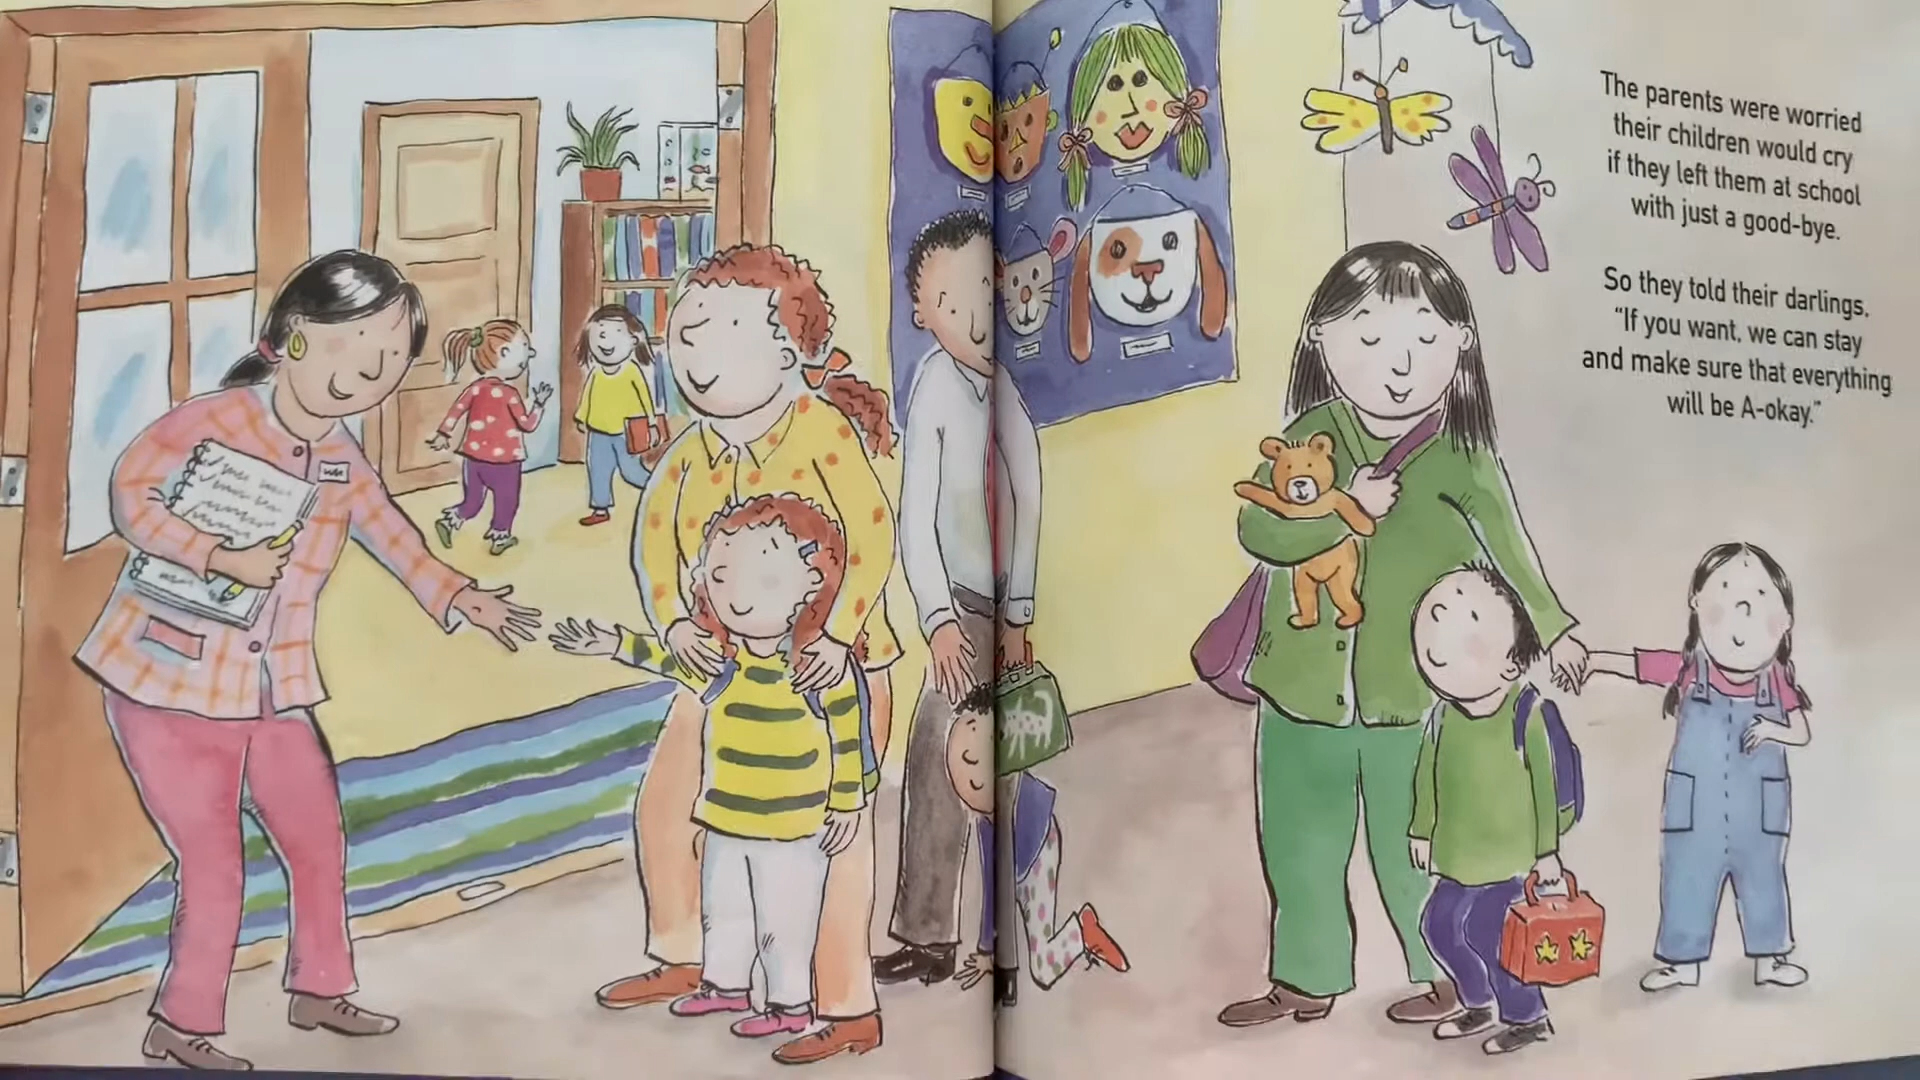 The parents were worried
their children would cry
if they left them at school
with just a good-bye.
So they told their darlings.
"If you want, we can stay
and make sure that everything
will be A-okay."